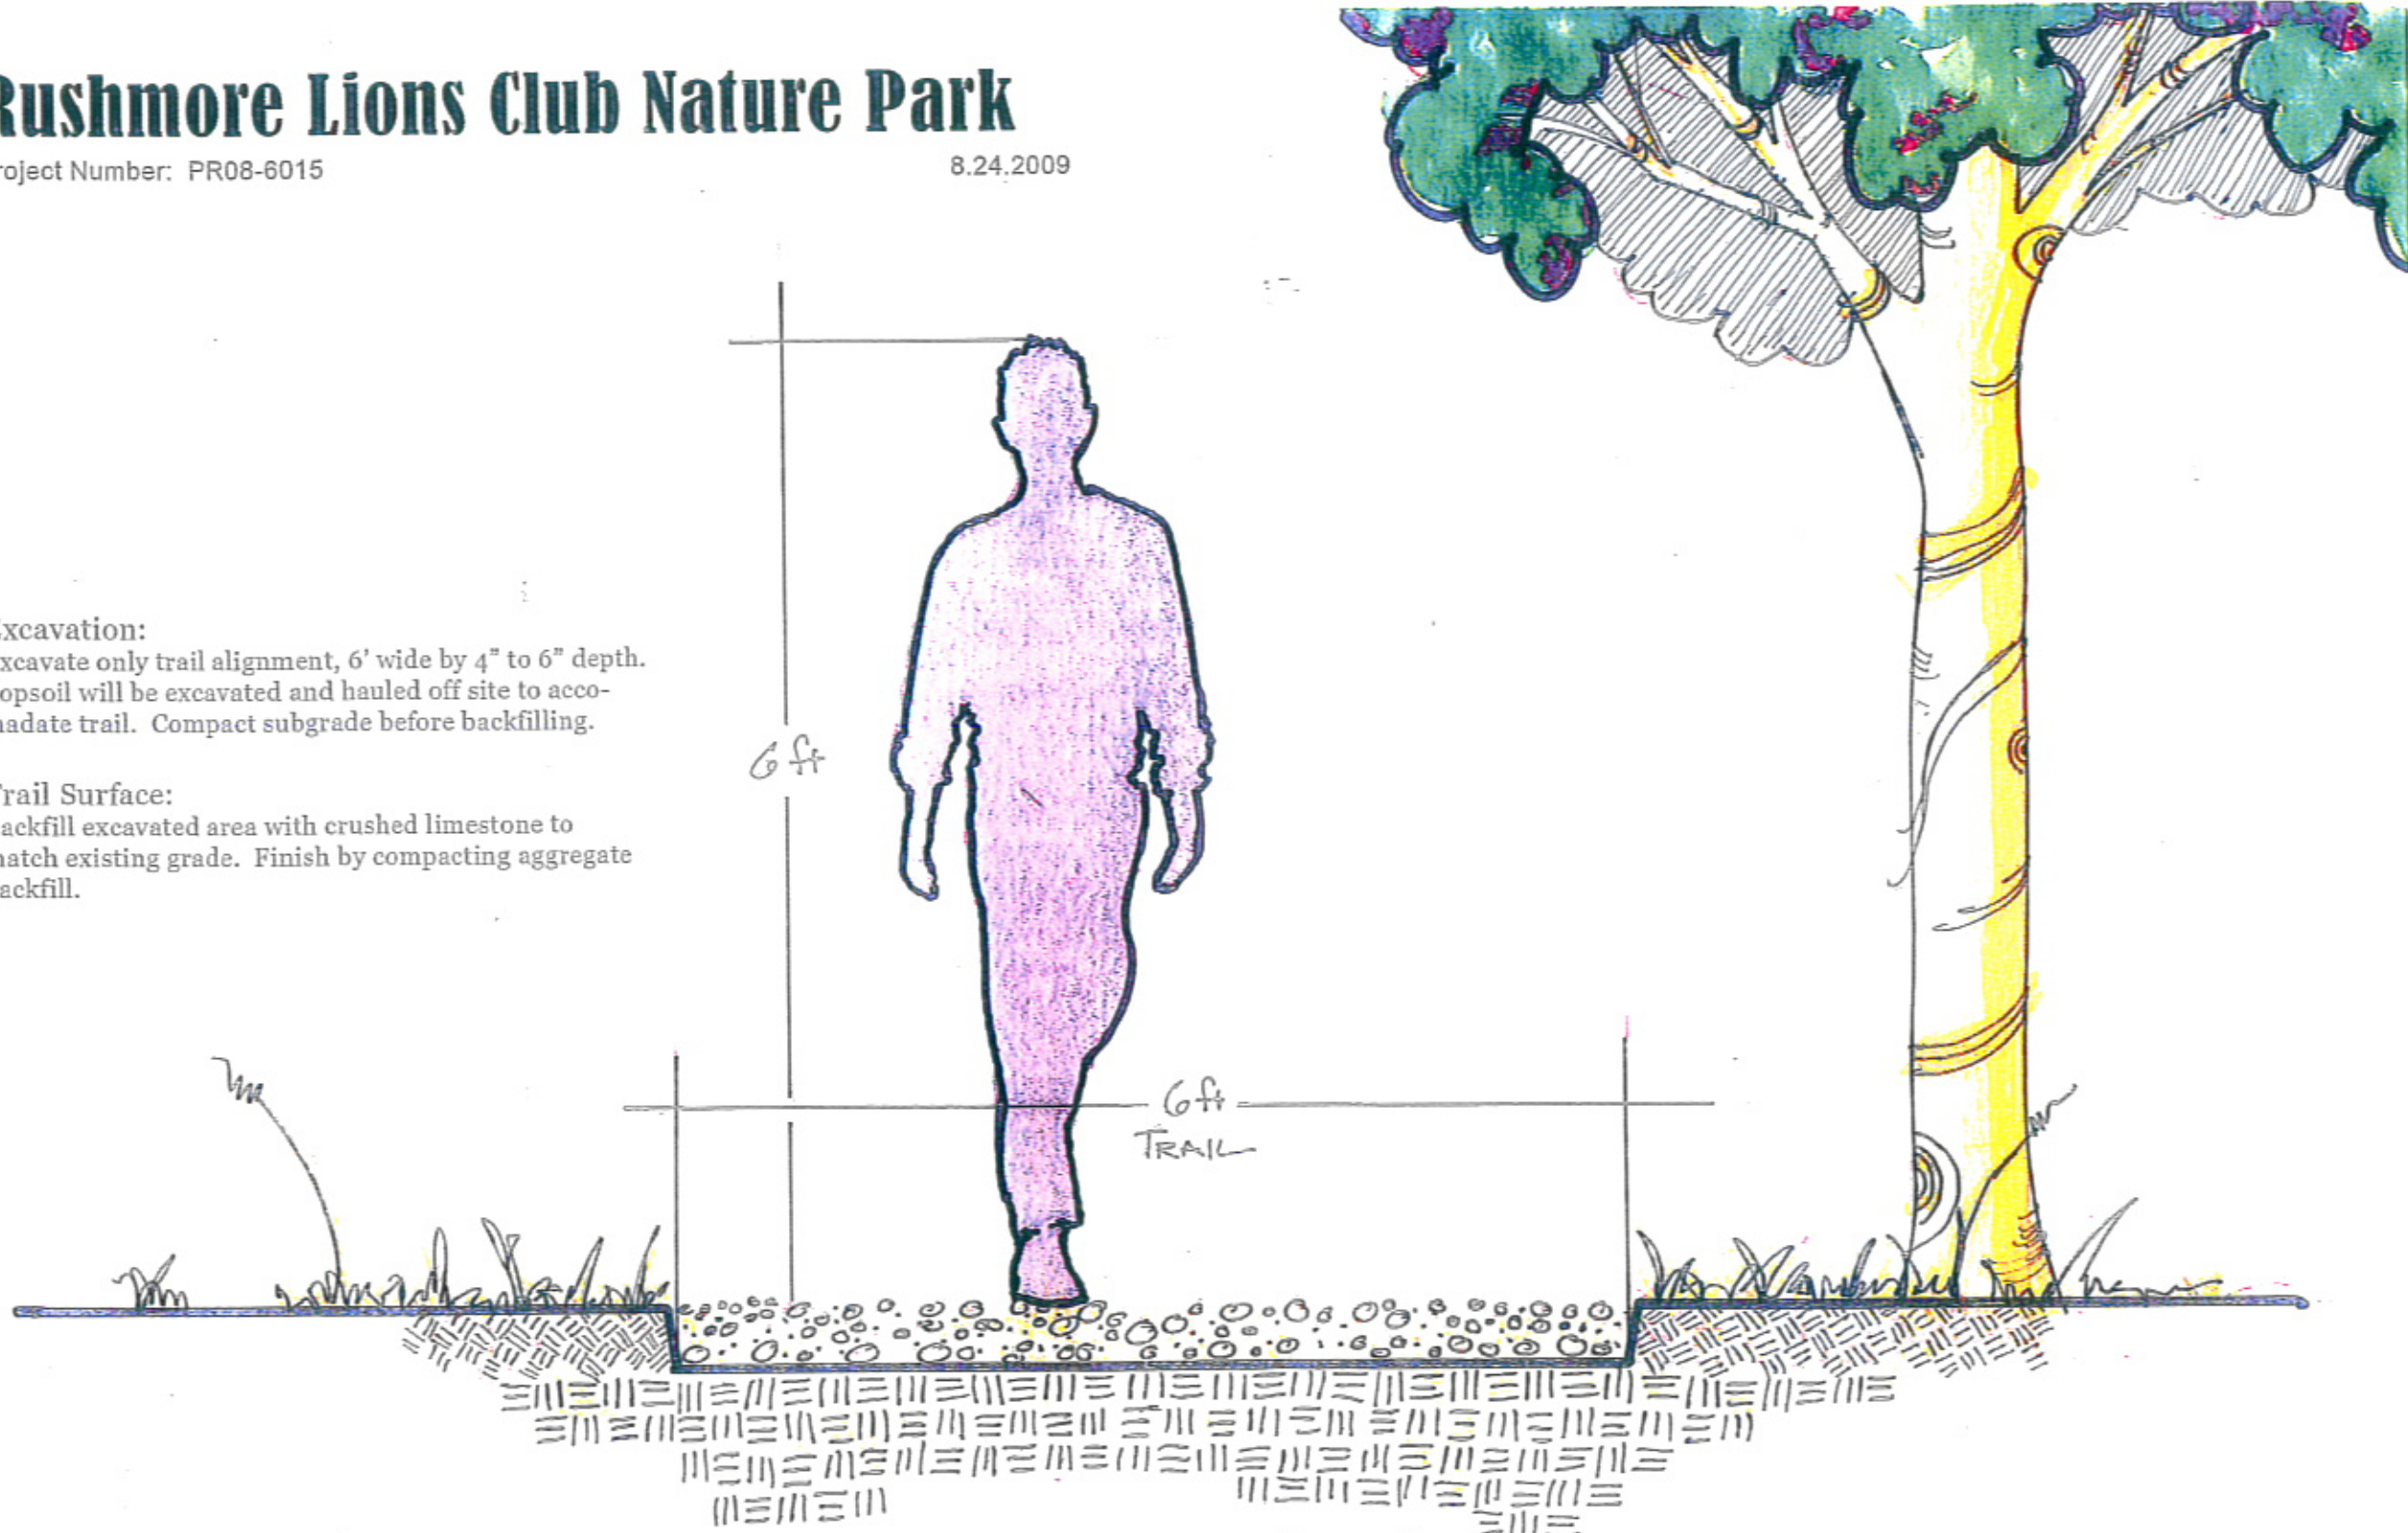 Rushmore Lions Club Nature Park
roject Number: PR08-6015
8.24.2009
xcavation:
xcavate only trail alignment, 6' wide by 4" to 6" depth.
opsoil will be excavated and hauled off site to acco-
nadate trail. Compact subgrade before backfilling.
6 ft
rail Surface:
ackfill excavated area with crushed limestone to
natch existing grade. Finish by compacting aggregate
ackfill.
6 ft
TRAIL